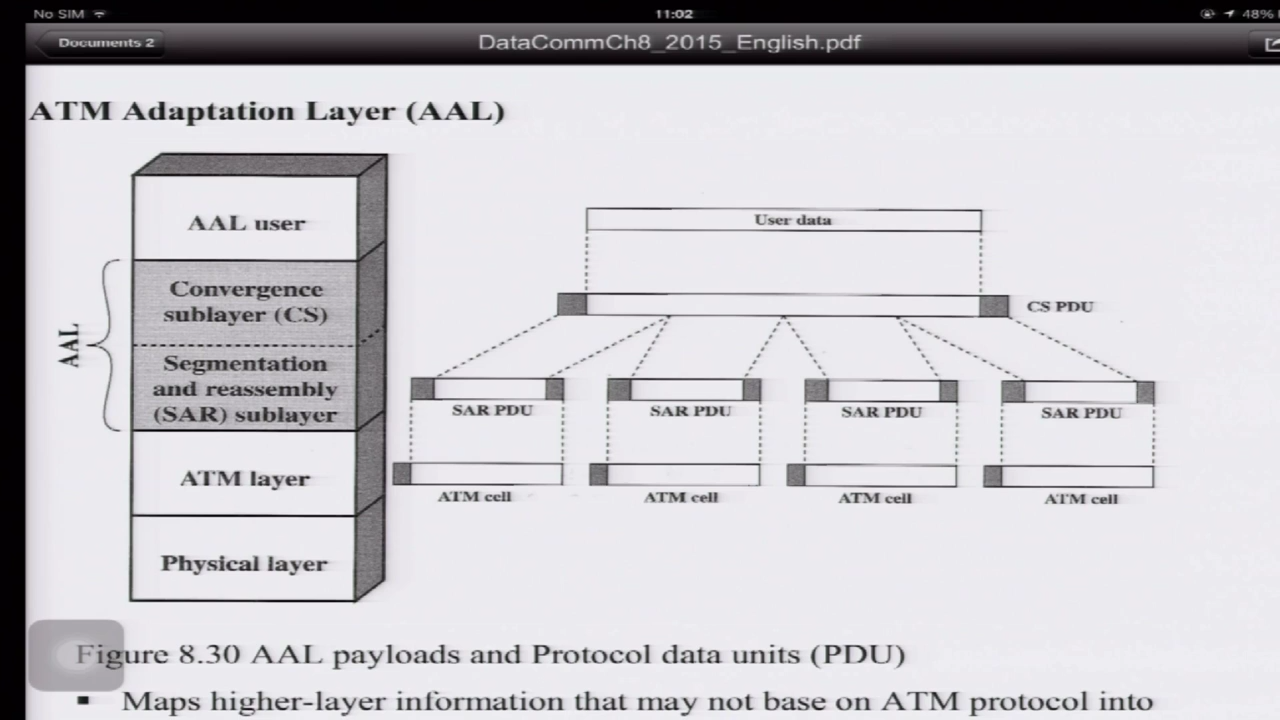 No SIM
11:02
48%
Documents 2
DataCommCh8_2015_English.pdf
ATM Adaptation Layer (AAL)
AAL user
Convergence
sublayer (CS)
Segmentation
and reassembly
(SAR) sublayer
ATM layer
Physical layer
AAL
User data
CS PDU
SAR PDU
SAR PDU
SAR PDU
SAR PDU
ATM cell
ATM cell
ATM cell
ATM cell
Figure 8.30 AAL payloads and Protocol data units (PDU)
▪ Maps higher-layer information that may not base on ATM protocol into